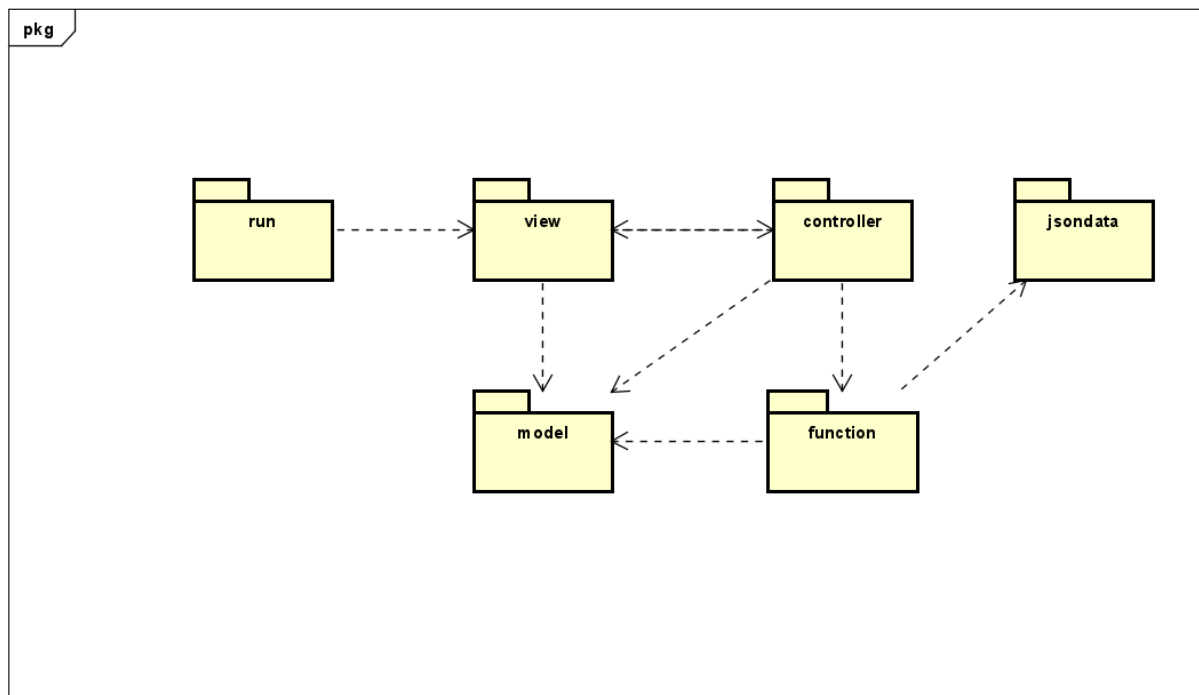 pkg
run
view
controller
jsondata
model
function